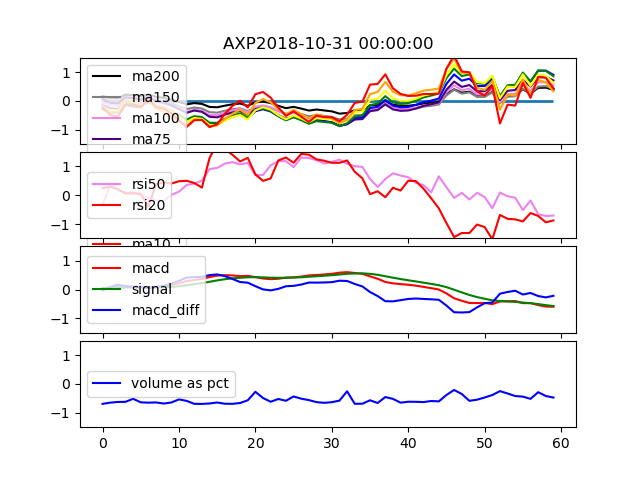 AXP2018-10-31 00:00:00
1
0
−1
ma200
ma150
ma100
ma75
1
0
−1
rsi50
rsi20
ma10
1
0
−1
macd
signal
macd_diff
1
0
−1
volume as pct
0 10 20 30 40 50 60